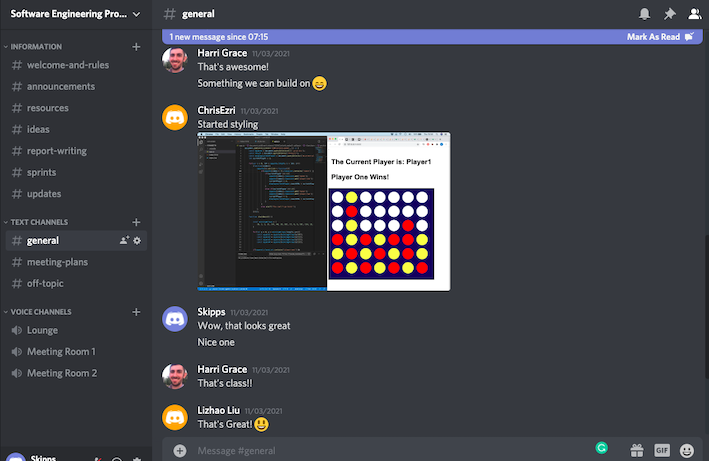 Software Engineering Pro...
general
1 new message since 07:15
Mark As Read
INFORMATION
welcome-and-rules
announcements
resources
ideas
report-writing
sprints
updates
TEXT CHANNELS
general
meeting-plans
off-topic
VOICE CHANNELS
Lounge
Meeting Room 1
Meeting Room 2
Skipps
Harri Grace 11/03/2021
That's awesome!
Something we can build on
ChrisEzri 11/03/2021
Started styling
The Current Player is: Player1
Player One Wins!
Skipps 11/03/2021
Wow, that looks great
Nice one
Harri Grace 11/03/2021
That's class!!
Lizhao Liu 11/03/2021
That's Great!
Message #general
GIF